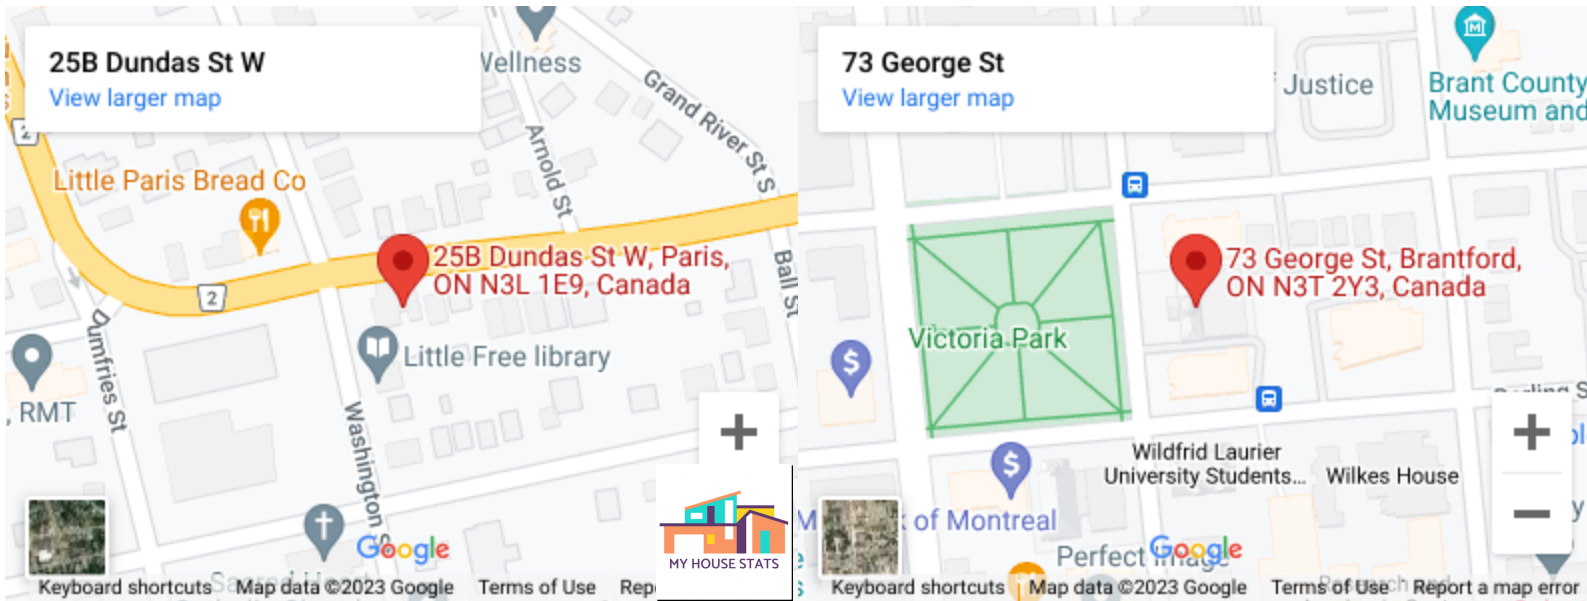 25B Dundas St W
View larger map
Wellness
Grand River St S
Arnold St
Little Paris Bread Co
25B Dundas St W, Paris,
ON N3L 1E9, Canada
2
2
Ball St
Dumfries St
Little Free library
, RMT
Washington S
MY HOUSE STATS
Google
Keyboard shortcuts
Map data ©2023 Google
Terms of Use
Rep
73 George St
View larger map
f Justice
Brant County
Museum and
73 George St, Brantford,
ON N3T 2Y3, Canada
Victoria Park
$
$
Wildfrid Laurier
University Students...
Wilkes House
k of Montreal
Perfect Image
Google
Keyboard shortcuts
Map data ©2023 Google
Terms of Use
Report a map error